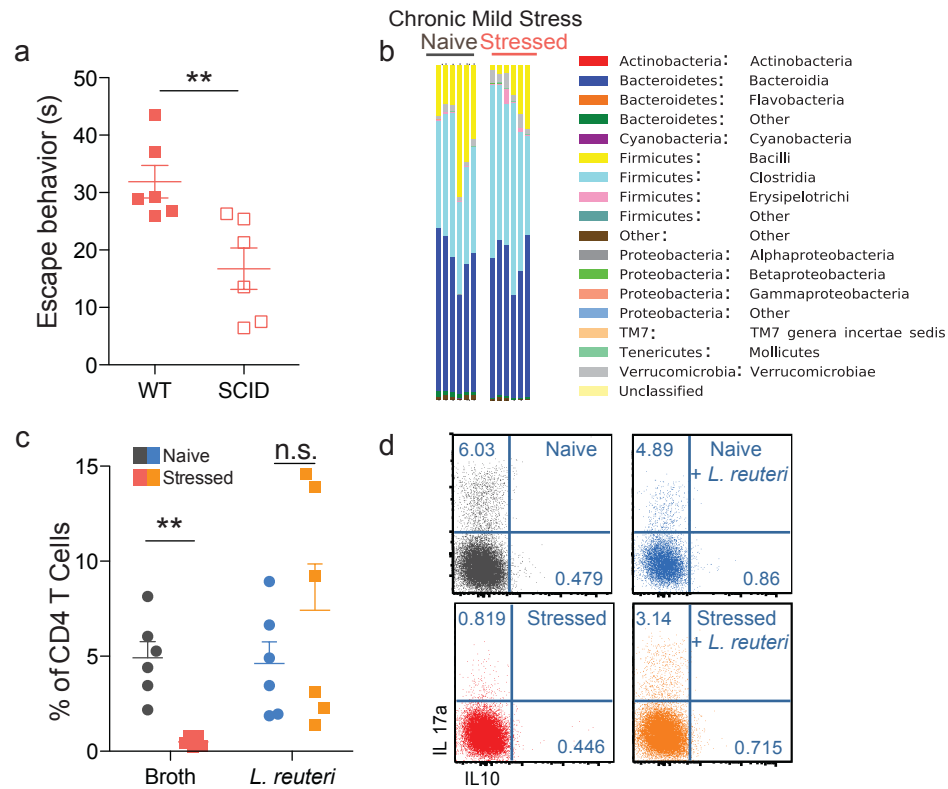 Chronic Mild Stress
Naive Stressed
a
**
Escape behavior (s)
50
40
30
20
10
0
WT SCID
b
Actinobacteria: Actinobacteria
Bacteroidetes: Bacteroidia
Bacteroidetes: Flavobacteria
Bacteroidetes: Other
Cyanobacteria: Cyanobacteria
Firmicutes: Bacilli
Firmicutes: Clostridia
Firmicutes: Erysipelotrichi
Firmicutes: Other
Other: Other
Proteobacteria: Alphaproteobacteria
Proteobacteria: Betaproteobacteria
Proteobacteria: Gammaproteobacteria
Proteobacteria: Other
TM7: TM7 genera incertae sedis
Tenericutes: Mollicutes
Verrucomicrobia: Verrucomicrobiae
Unclassified
c
Naive
Stressed
n.s.
**
% of CD4 T Cells
15
10
5
0
Broth L. reuteri
d
6.03 Naive
0.479
4.89 Naive
+ L. reuteri
0.86
0.819 Stressed
0.446
3.14 Stressed
+ L. reuteri
0.715
IL 17a
IL10